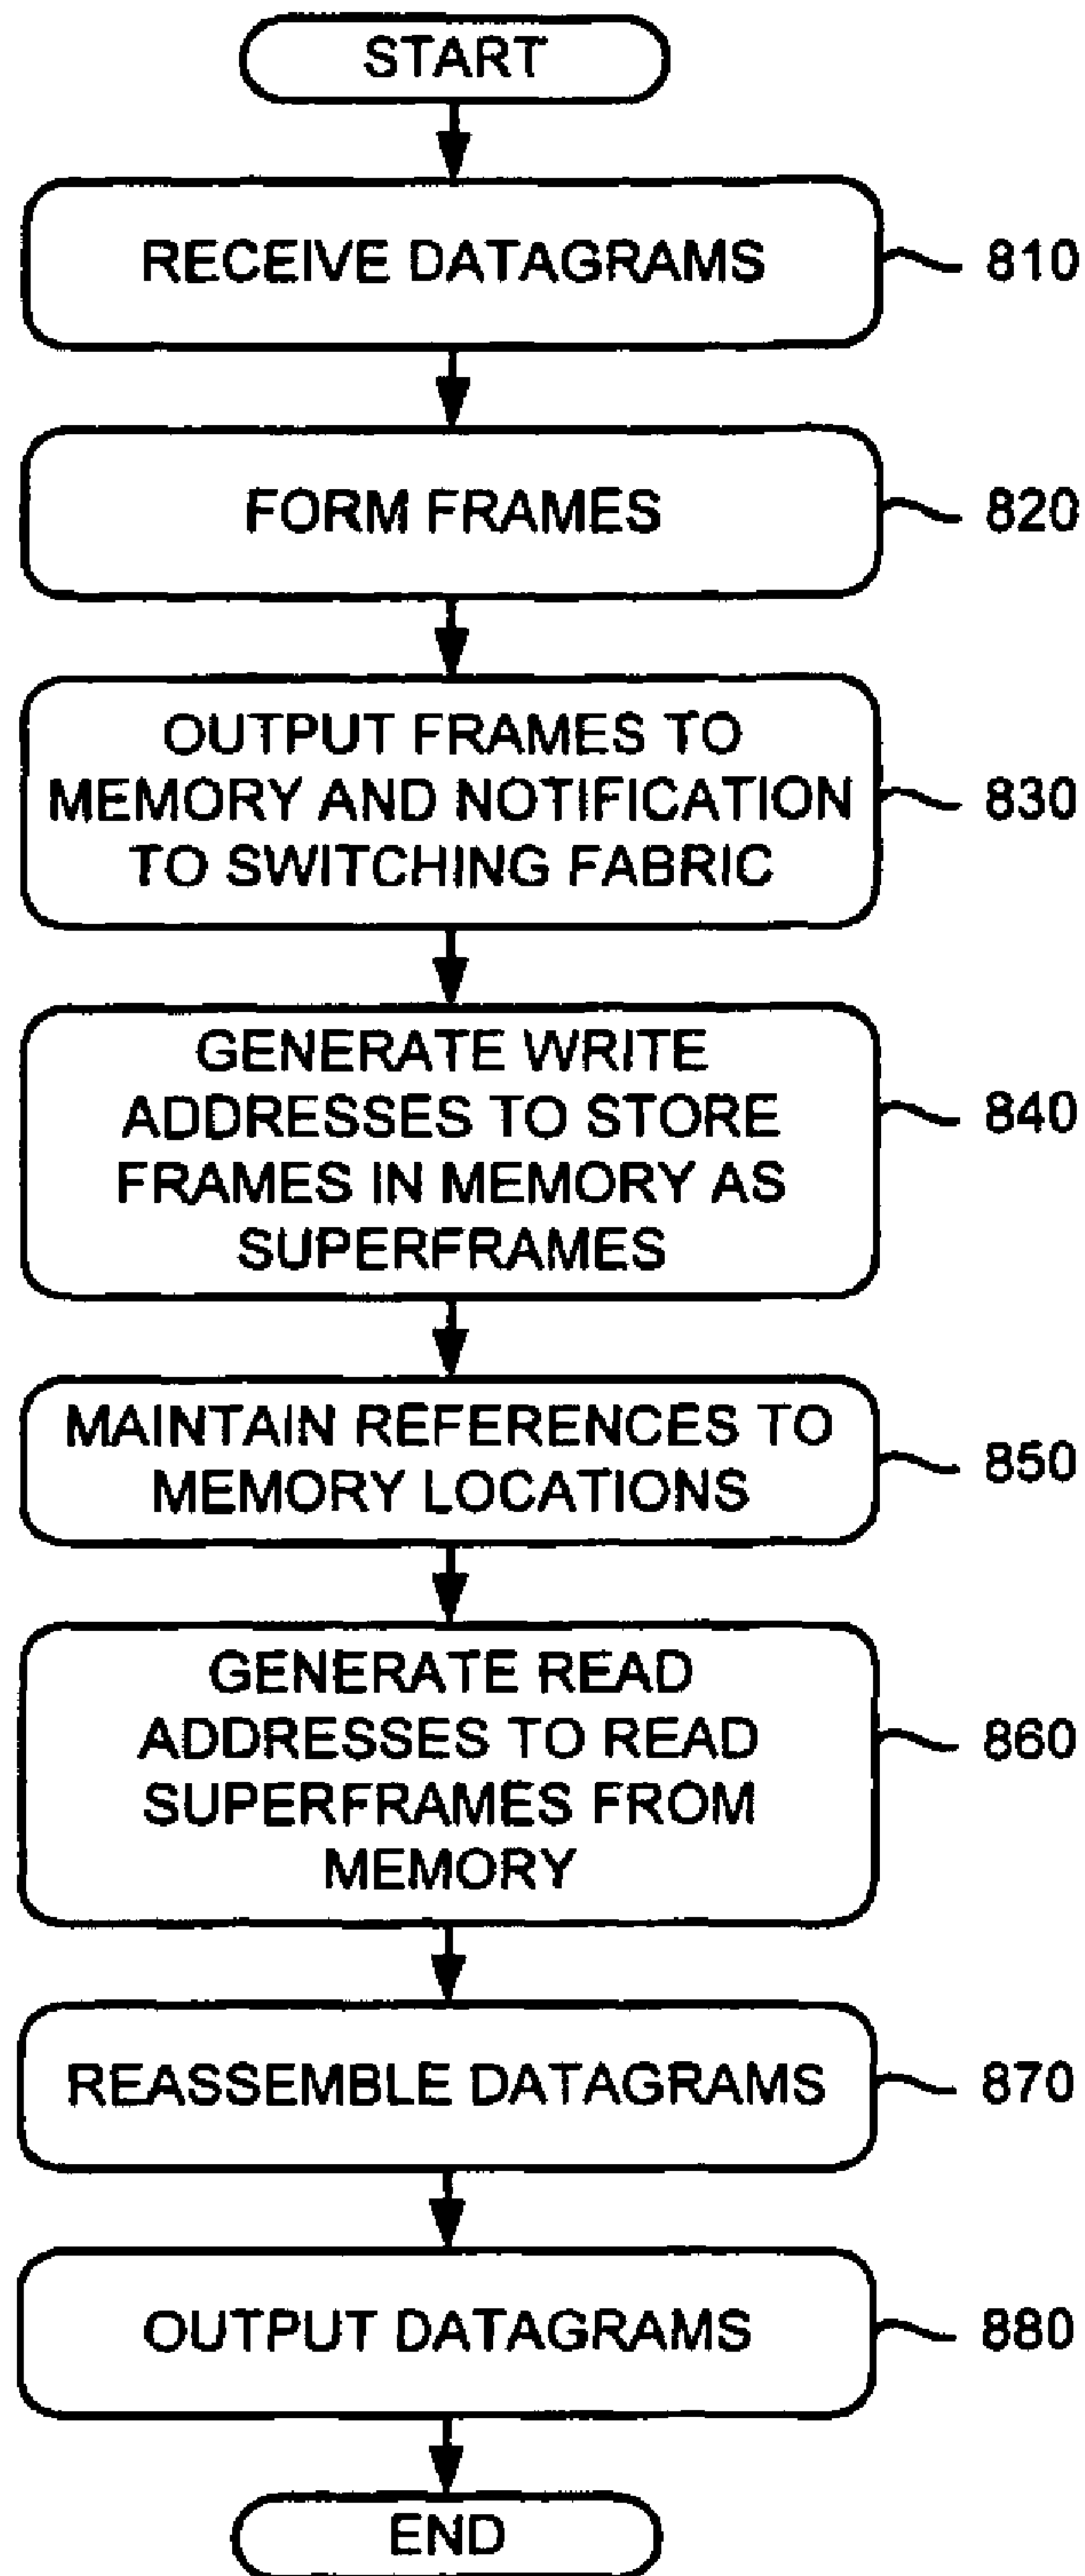 START
RECEIVE DATAGRAMS
810
FORM FRAMES
820
OUTPUT FRAMES TO
MEMORY AND NOTIFICATION
TO SWITCHING FABRIC
830
GENERATE WRITE
ADDRESSES TO STORE
FRAMES IN MEMORY AS
SUPERFRAMES
840
MAINTAIN REFERENCES TO
MEMORY LOCATIONS
850
GENERATE READ
ADDRESSES TO READ
SUPERFRAMES FROM
MEMORY
860
REASSEMBLE DATAGRAMS
870
OUTPUT DATAGRAMS
880
END